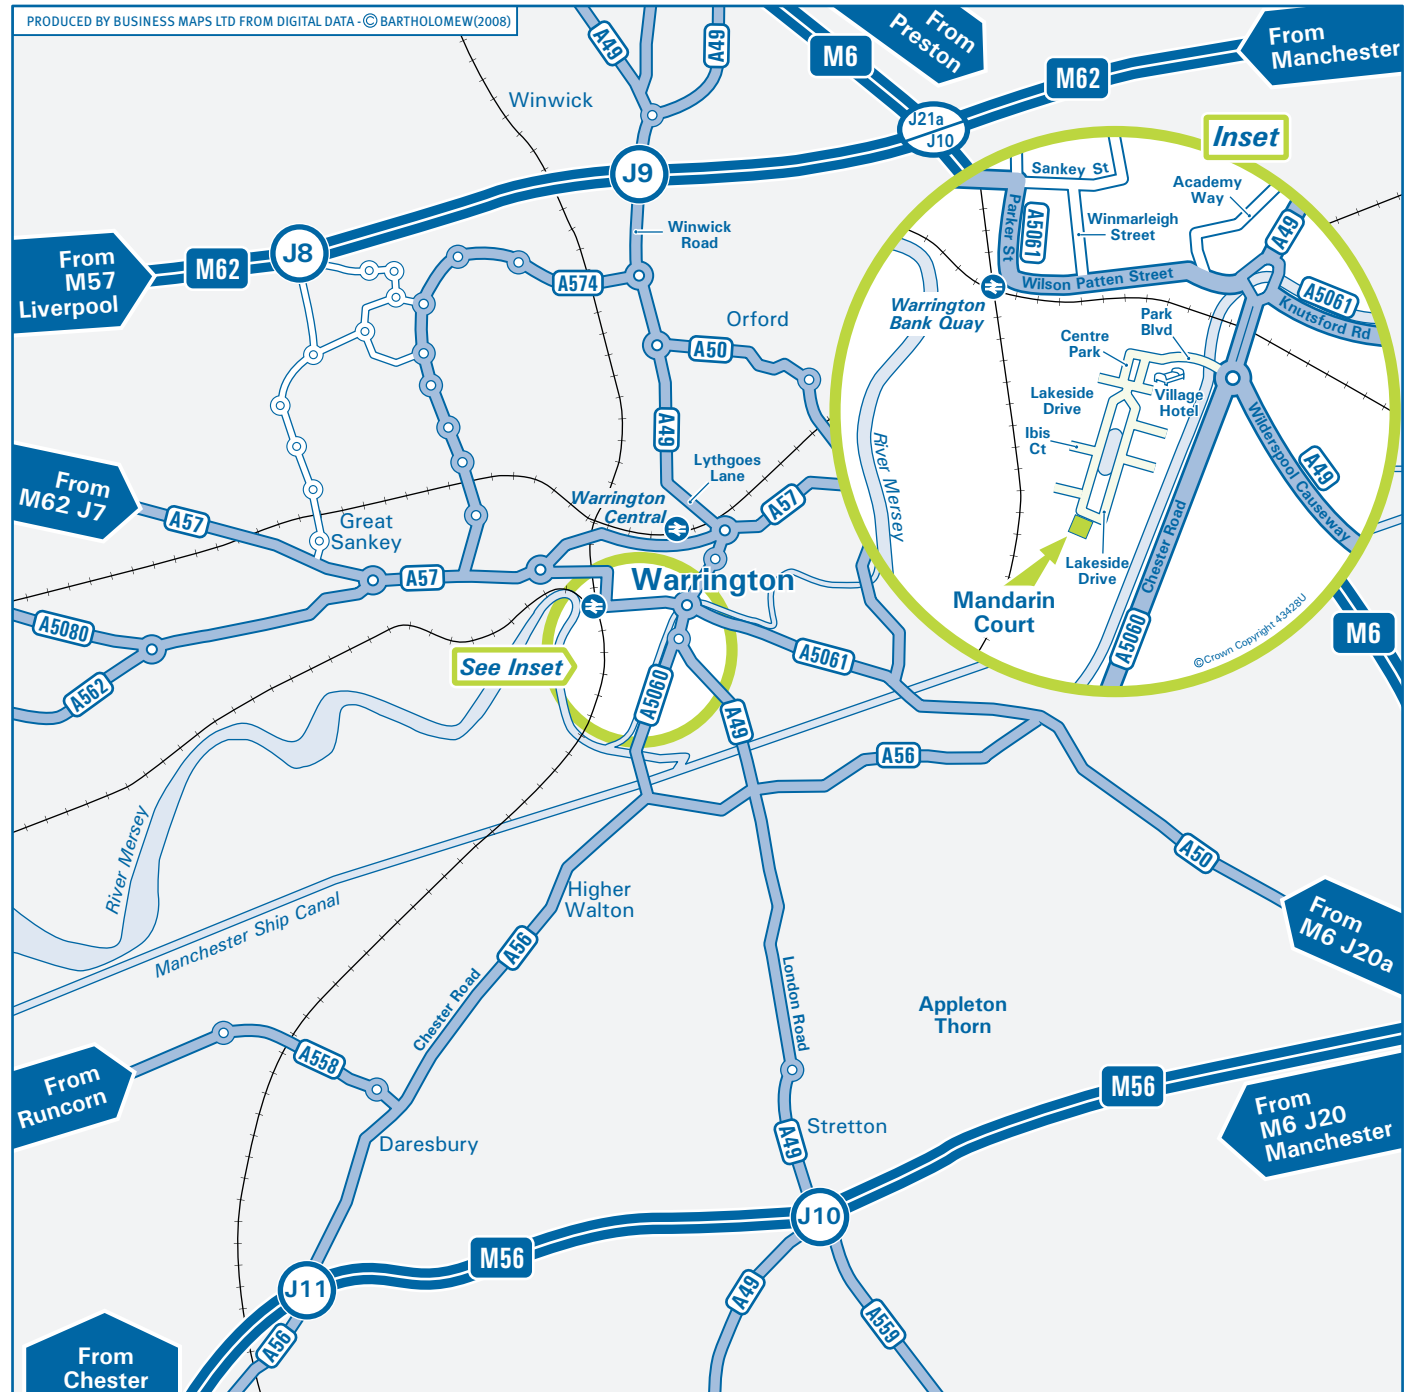 PRODUCED BY BUSINESS MAPS LTD FROM DIGITAL DATA - © BARTHOLOMEW(2008)
A49
A49
M6
From
Preston
M62
From
Manchester
Winwick
J21a
J10
J9
Inset
Sankey St
Academy
Way
Parker St
A5061
Winmarleigh
Street
A49
Winwick
Road
J8
M62
From
M57
Liverpool
A574
Wilson Patten Street
A5061
Knutsford Rd
Warrington
Bank Quay
Park
Blvd
Centre
Park
Orford
A50
Lakeside
Drive
Village
Hotel
Ibis
Ct
A49
River Mersey
Wilderspool Causeway
A49
Lythgoes
Lane
From
M62 J7
A57
Great
Sankey
Warrington
Central
A57
Chester Road
Lakeside
Drive
A57
Warrington
Mandarin
Court
A5060
©Crown Copyright 43428U
M6
A5080
A562
See Inset
A5060
A5061
A49
A56
River Mersey
Manchester Ship Canal
Higher
Walton
A50
From
M6 J20a
A56
Chester Road
London Road
Appleton
Thorn
From
Runcorn
A558
Daresbury
A49
Stretton
M56
From
M6 J20
Manchester
J10
M56
J11
A56
A49
A559
From
Chester